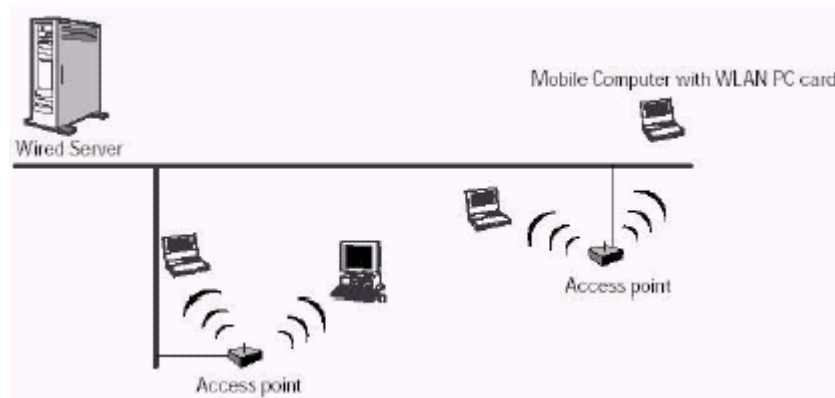 Mobile Computer with WLAN PC card
Wired Server
Access point
Access point